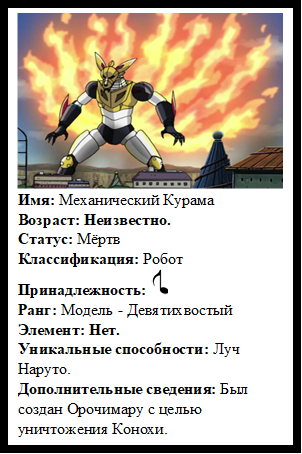 Имя: Механический Курама
Возраст: Неизвестно.
Статус: Мёртв
Классификация: Робот
Принадлежность:
Ранг: Модель - Девятихвостый
Элемент: Нет.
Уникальные способности: Луч
Наруто.
Дополнительные сведения: Был
создан Орочимару с целью
уничтожения Конохи.